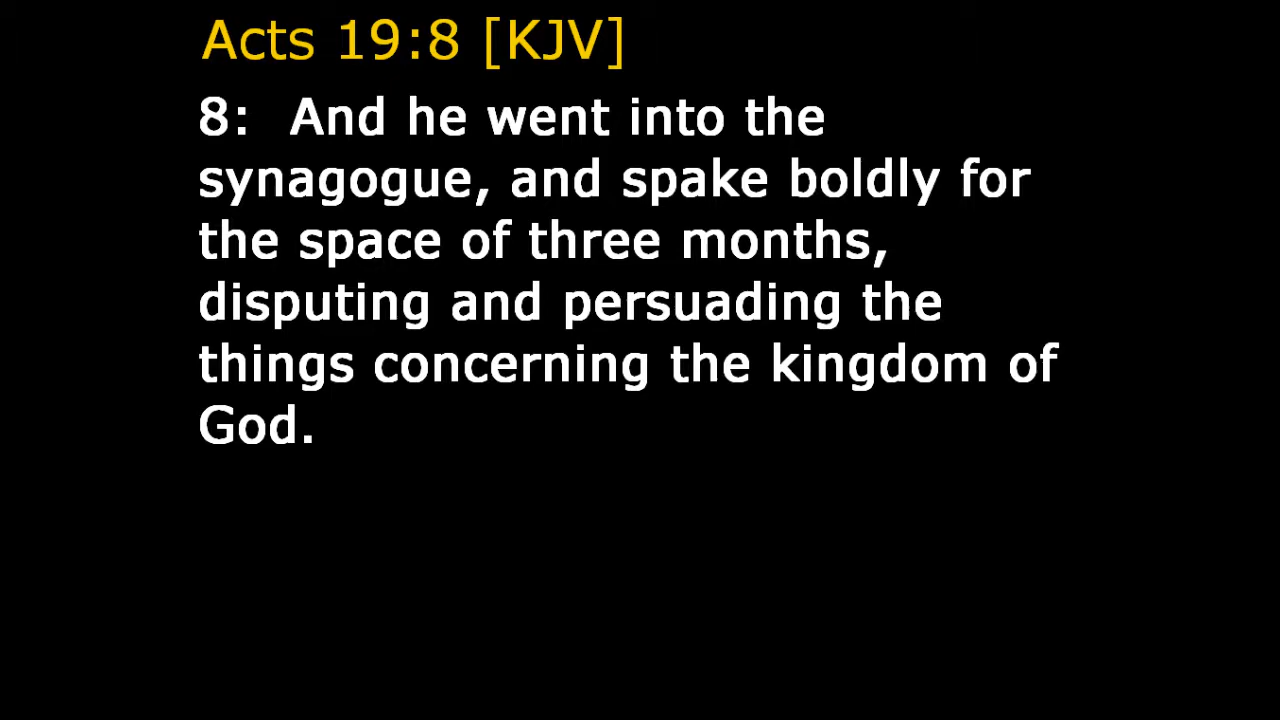 Acts 19:8 [KJV]
8: And he went into the
synagogue, and spake boldly for
the space of three months,
disputing and persuading the
things concerning the kingdom of
God.